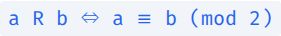 a R b ⇔ a ≡ b (mod 2)